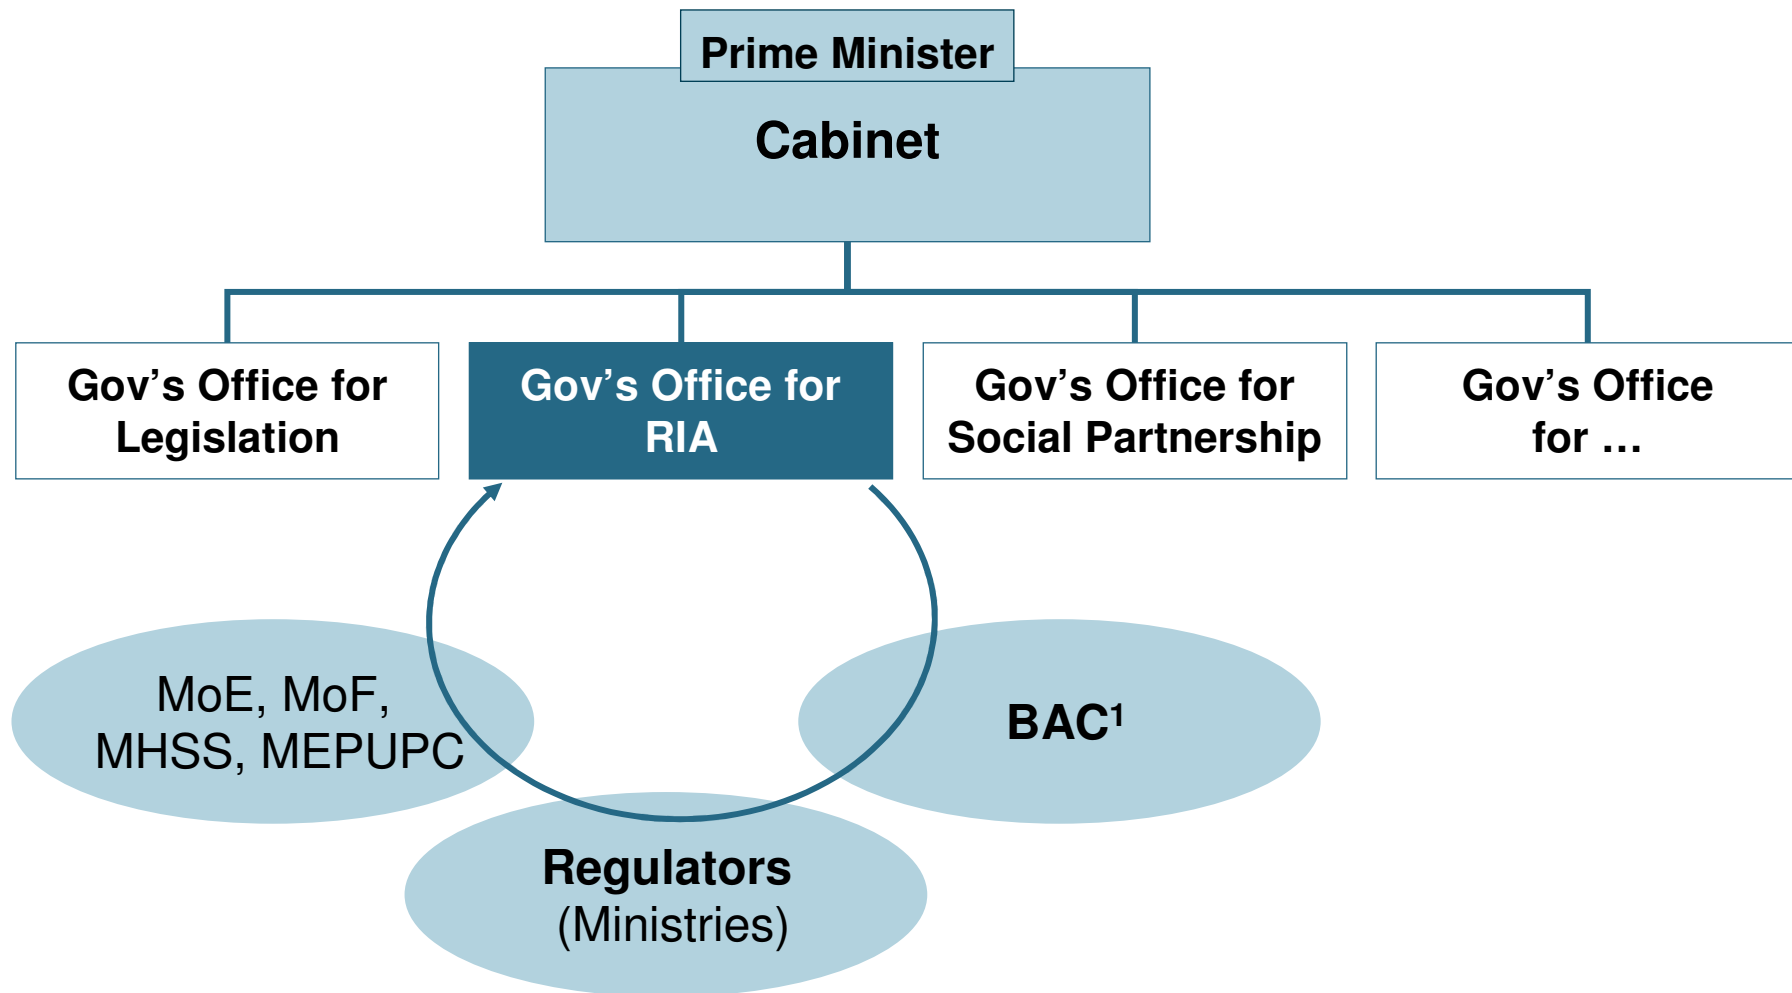 Prime Minister
Cabinet
Gov's Office for
Legislation
Gov's Office for
RIA
Gov's Office for
Social Partnership
Gov's Office
for ...
MoE, MoF,
MHSS, MEPUPC
BAC¹
Regulators
(Ministries)